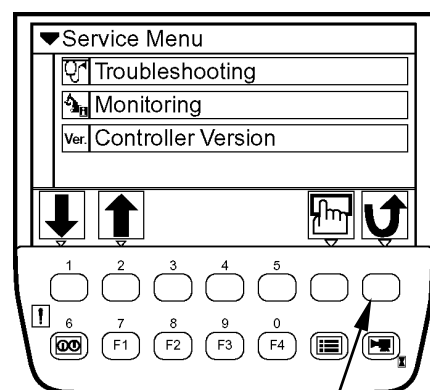 Service Menu
Troubleshooting
Monitoring
Ver. Controller Version
1 2 3 4 5
! 6 7 8 9 0
F1 F2 F3 F4